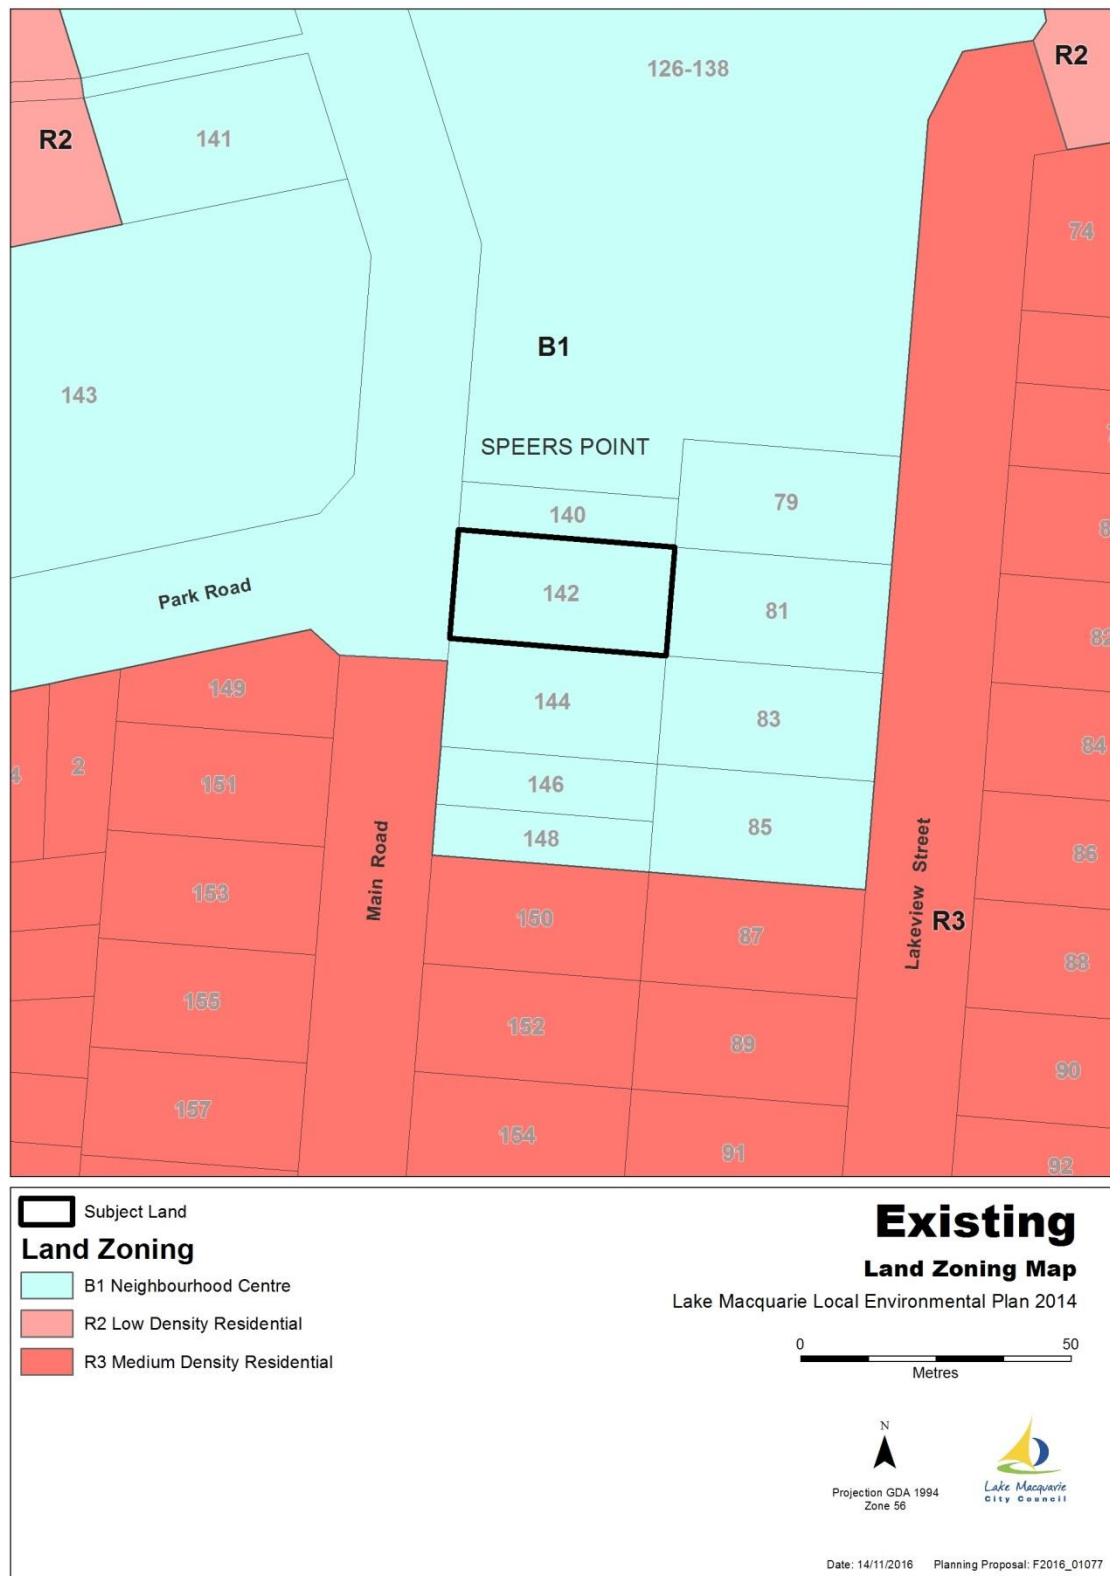 126-138
R2
R2
141
74
B1
143
SPEERS POINT
79
140
142
81
Park Road
144
83
149
2
151
84
146
85
148
Main Road
Lakeview Street
86
153
150
87
R3
88
155
152
89
90
157
154
91
92
Subject Land
Land Zoning
B1 Neighbourhood Centre
R2 Low Density Residential
R3 Medium Density Residential
Existing
Land Zoning Map
Lake Macquarie Local Environmental Plan 2014
0 50
Metres
N
Projection GDA 1994
Zone 56
Lake Macquarie
City Council
Date: 14/11/2016 Planning Proposal: F2016_01077